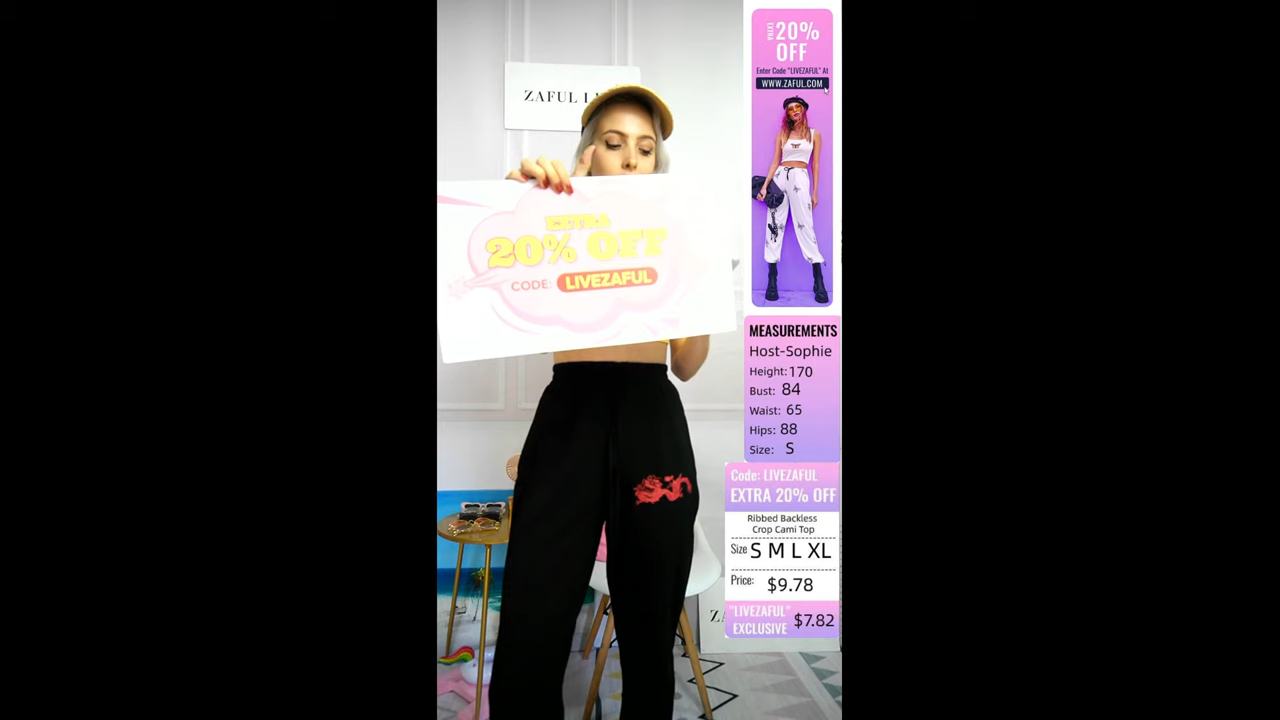 ZAFUL LI
EXTRA
20% OFF
CODE: LIVEZAFUL
EXTRA 20%
OFF
Enter Code "LIVEZAFUL" At
WWW.ZAFUL.COM
MEASUREMENTS
Host-Sophie
Height: 170
Bust: 84
Waist: 65
Hips: 88
Size: S
Code: LIVEZAFUL
EXTRA 20% OFF
Ribbed Backless
Crop Cami Top
Size S M L XL
Price: $9.78
"LIVEZAFUL"
EXCLUSIVE $7.82